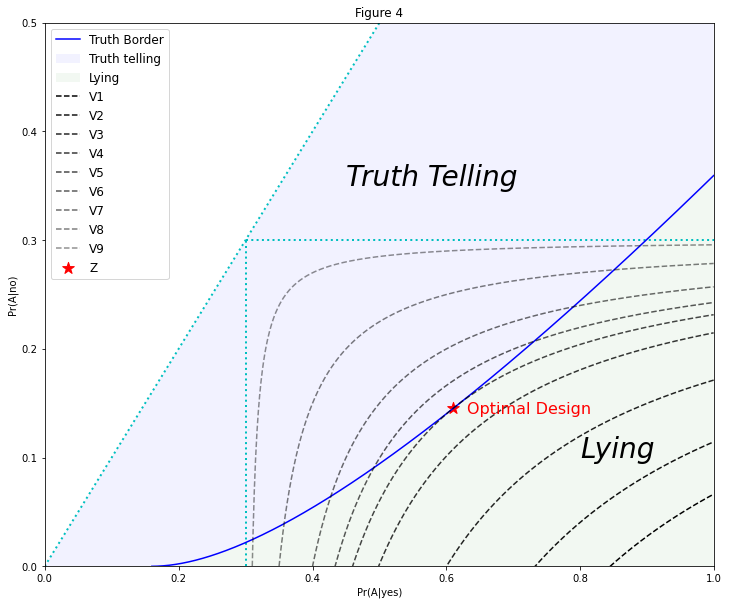 Figure 4
Truth Border
Truth telling
Lying
V1
V2
V3
V4
V5
V6
V7
V8
V9
Z
Truth Telling
Optimal Design
Lying
Pr(A|no)
0.5
0.4
0.3
0.2
0.1
0.0
0.0 0.2 0.4 0.6 0.8 1.0
Pr(A|yes)